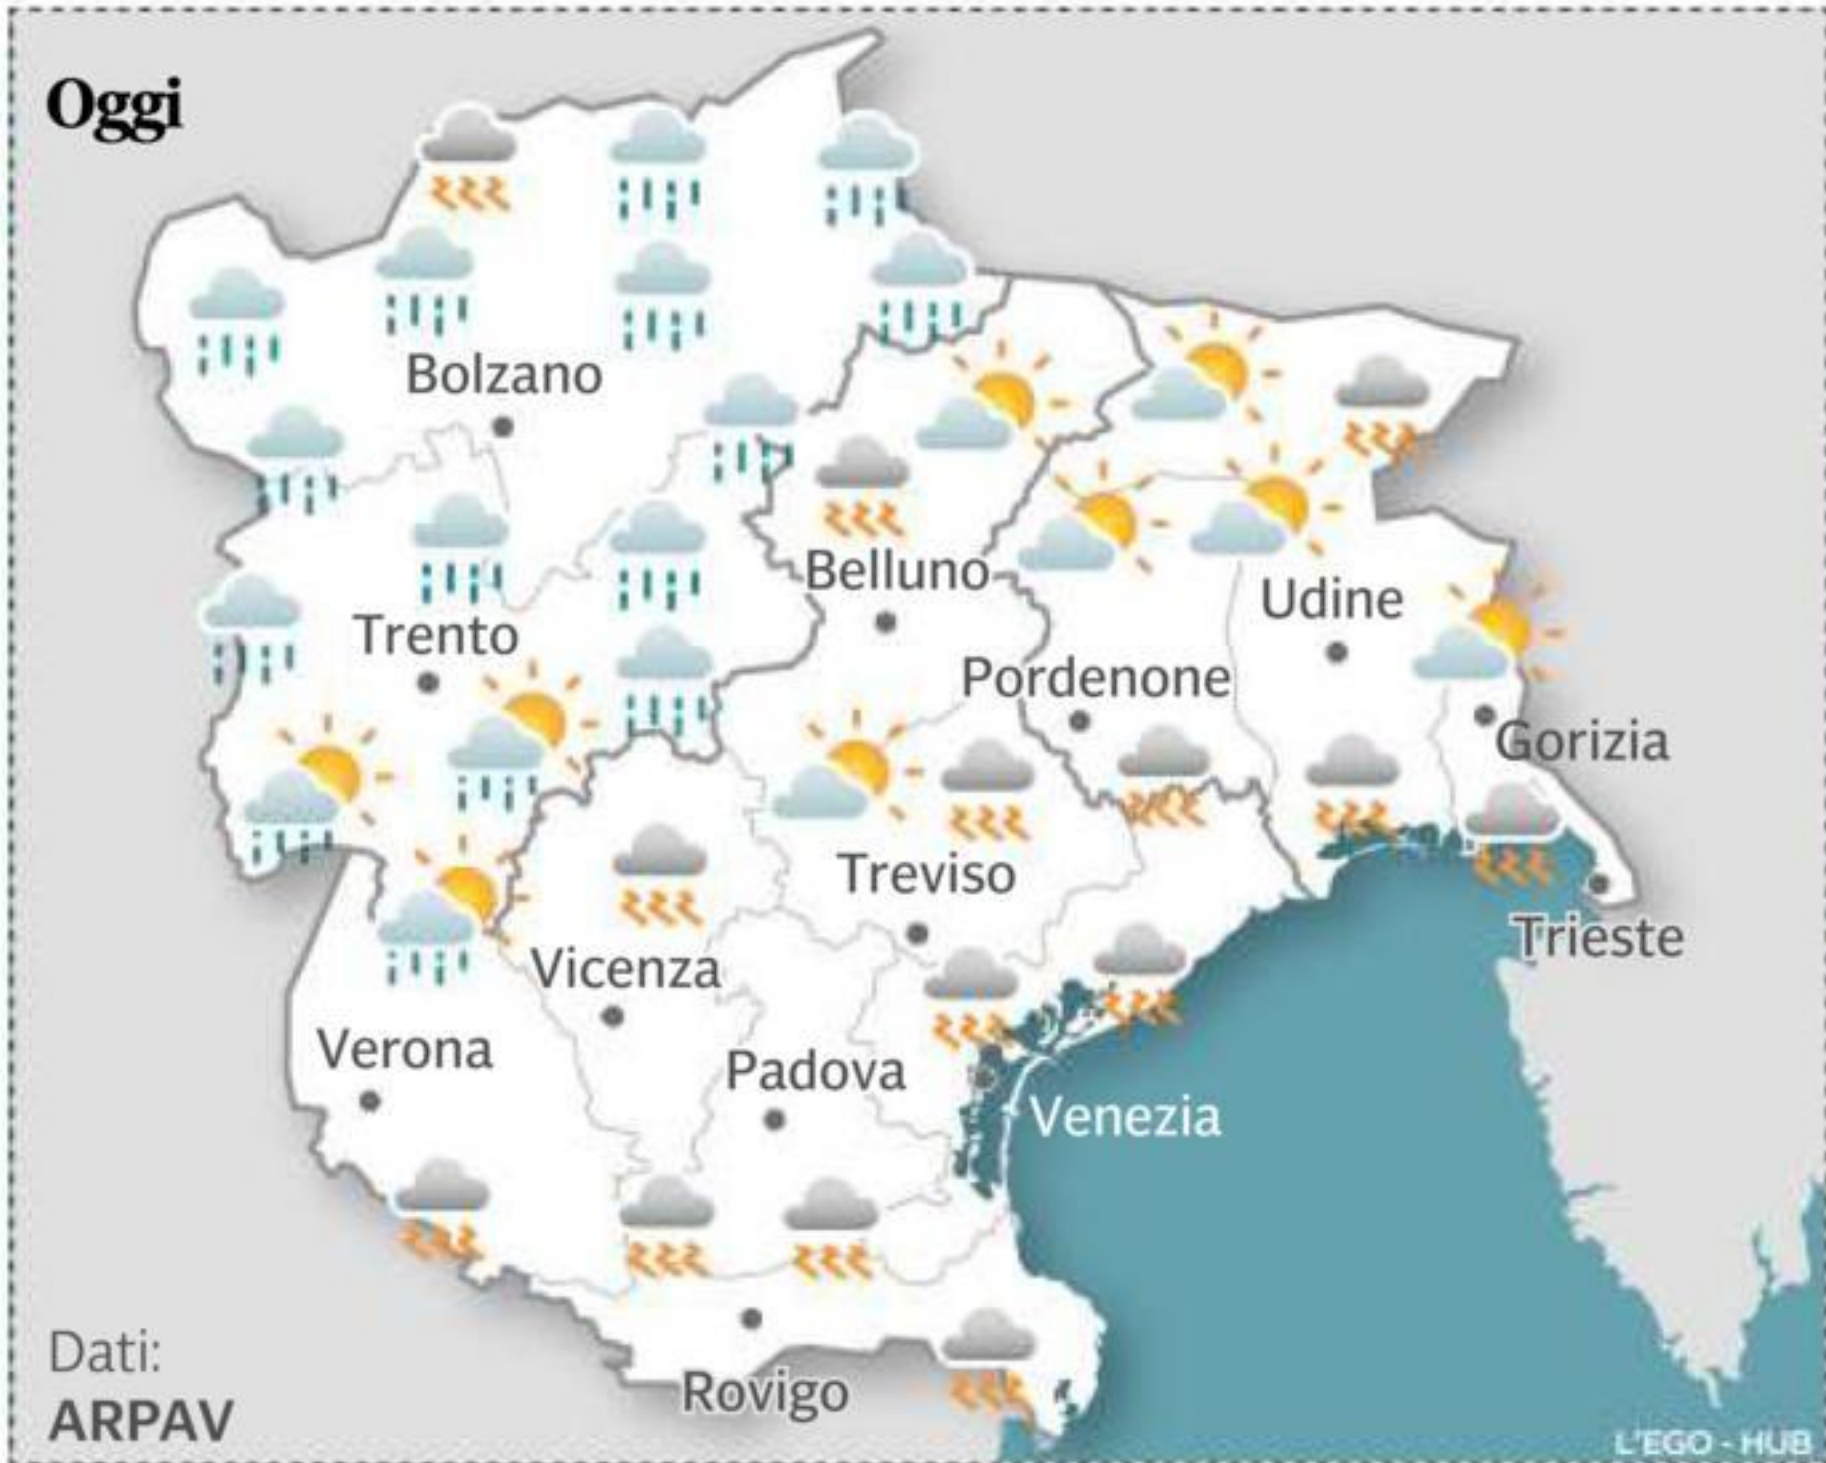 Oggi
Bolzano
Trento
Belluno
Udine
Pordenone
Gorizia
Treviso
Trieste
Vicenza
Verona
Padova
Venezia
Rovigo
Dati:
ARPAV
L'EGO - HUB